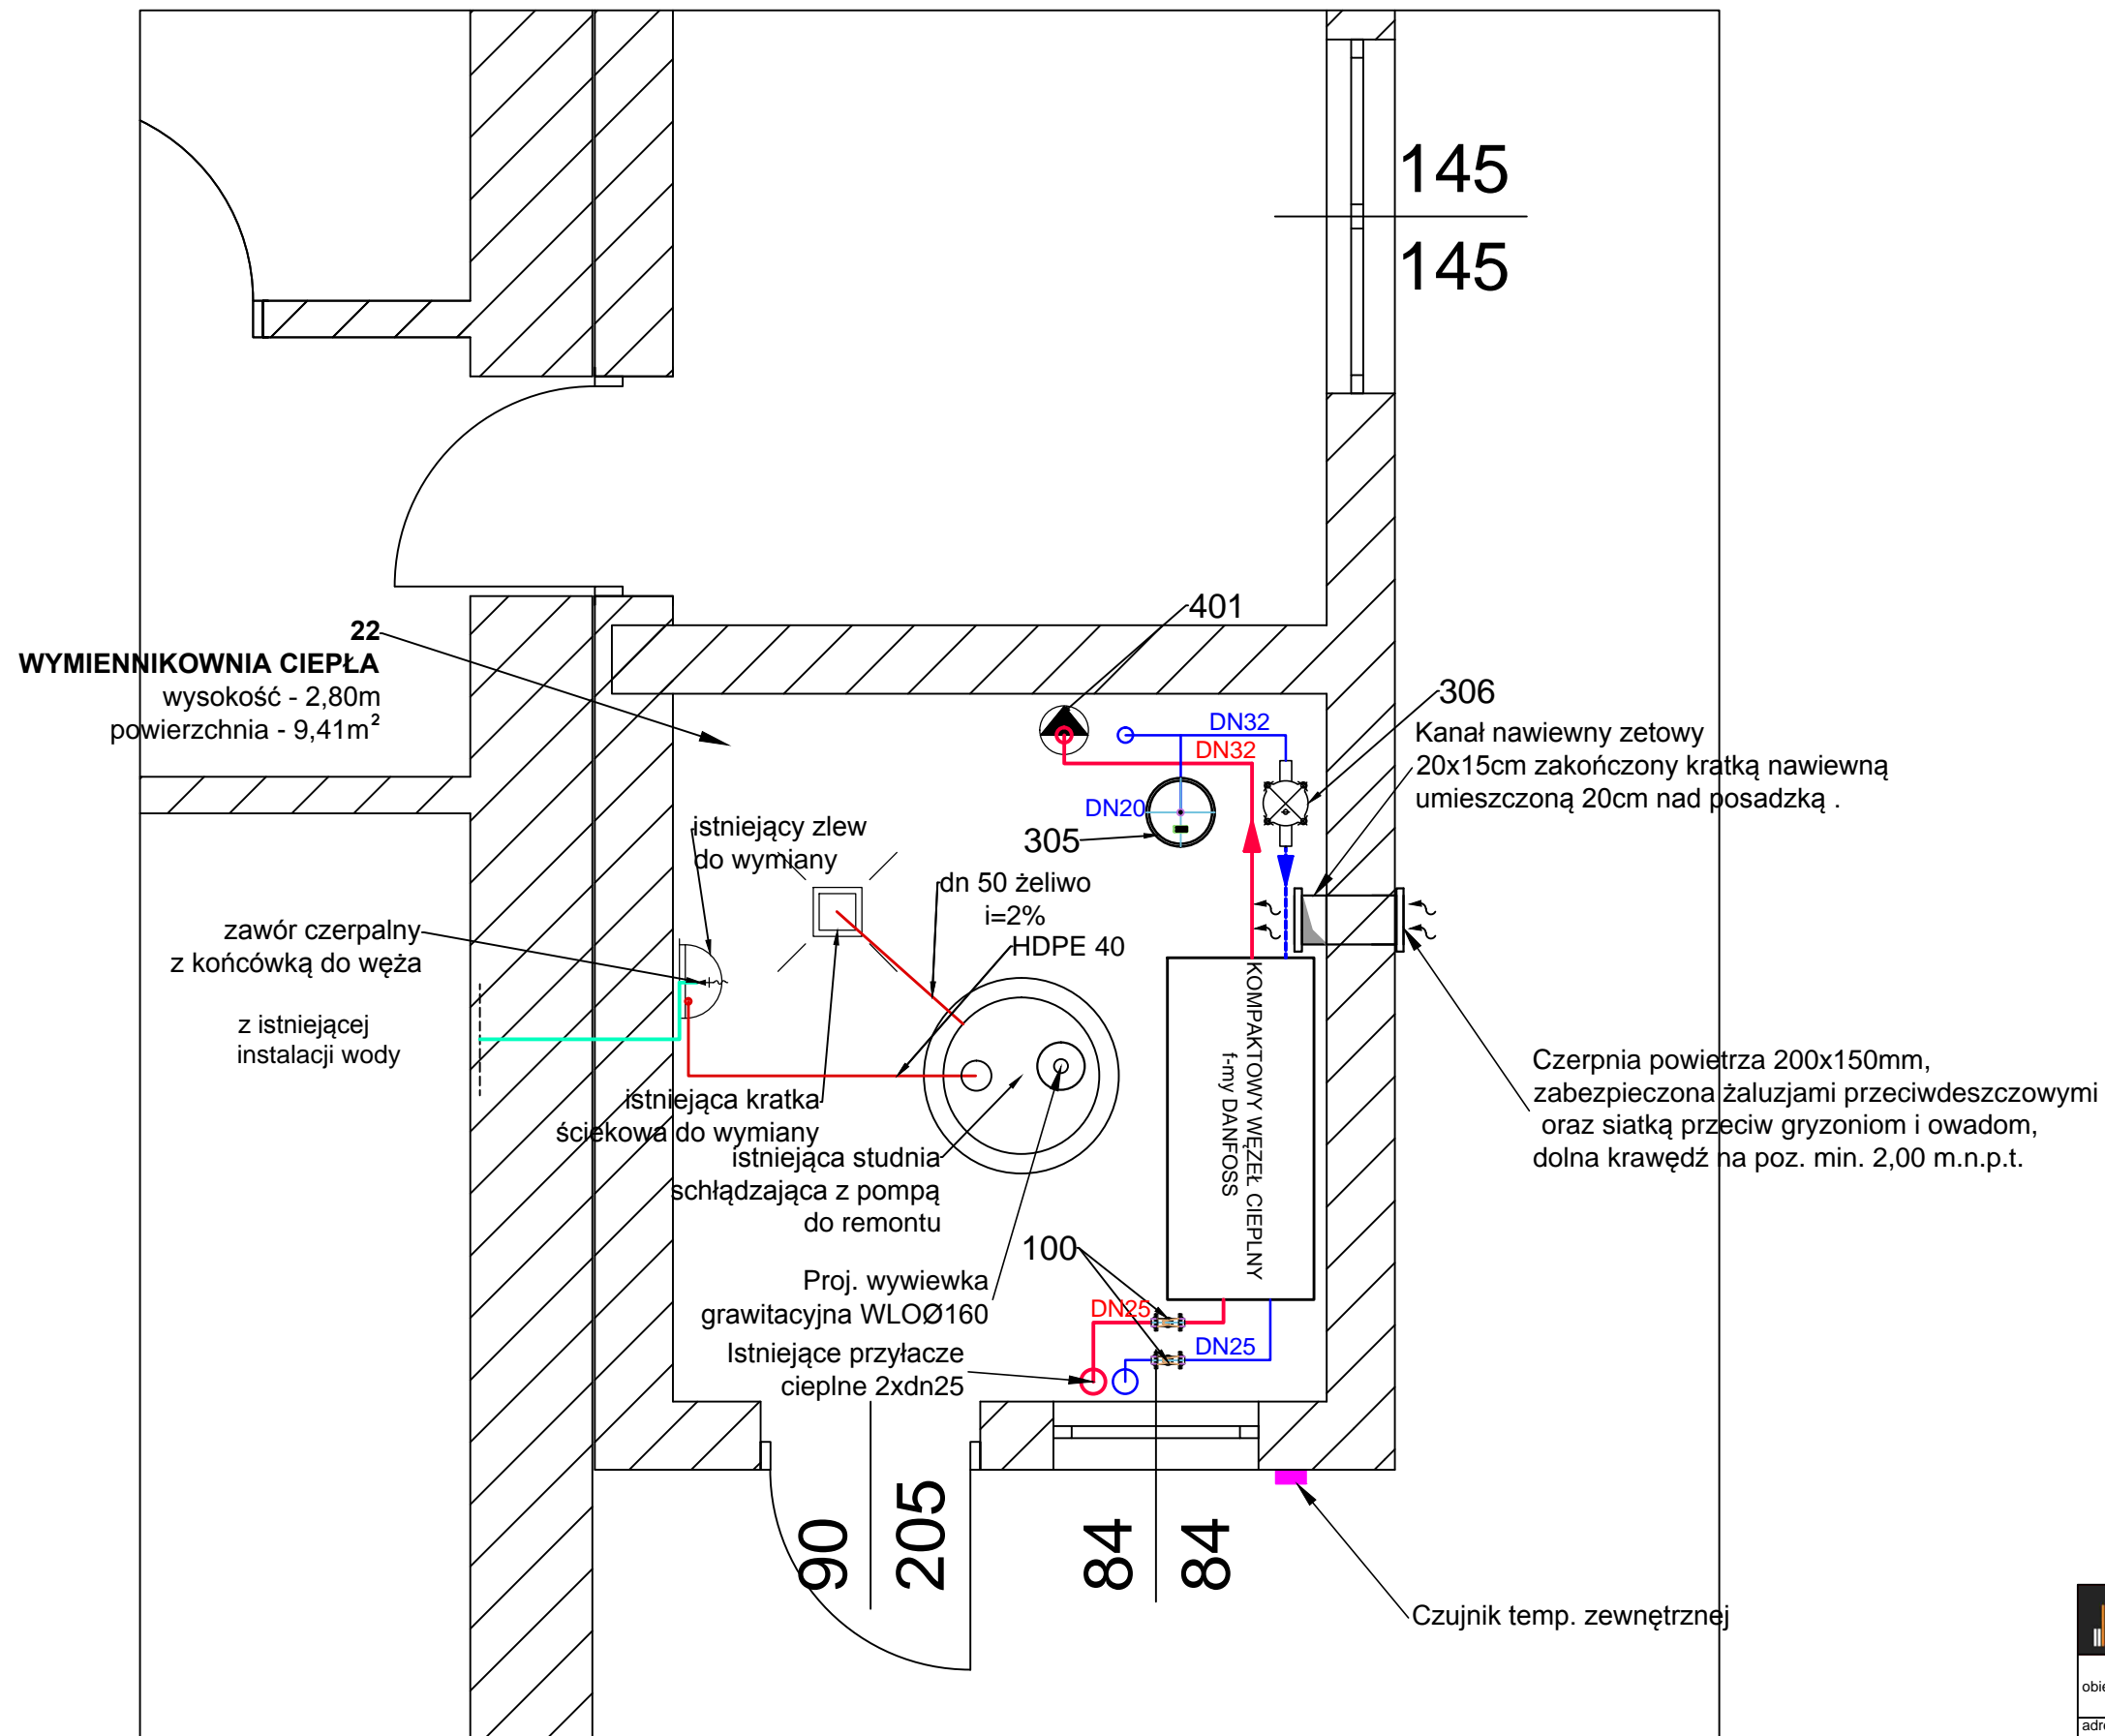 145
145
401
22
WYMIENNIKOWNIA CIEPŁA
wysokość - 2,80m
powierzchnia - 9,41m²
306
Kanał nawiewny zetowy
20x15cm zakończony kratką nawiewną
umieszczoną 20cm nad posadzką .
DN32
DN32
DN20
305
istniejący zlew
do wymiany
dn 50 żeliwo
i=2%
HDPE 40
zawór czerpalny
z końcówką do węża
z istniejącej
instalacji wody
KOMPAKTOWY WĘZEŁ CIEPLNY
f-my DANFOSS
Czerpnia powietrza 200x150mm,
zabezpieczona żaluzjami przeciwdeszczowymi
oraz siatką przeciw gryzoniom i owadom,
dolna krawędź na poz. min. 2,00 m.n.p.t.
istniejąca kratka
ściekowa do wymiany
istniejąca studnia
schłądzająca z pompą
do remontu
100
Proj. wywiewka
grawitacyjna WLOØ160
DN25
DN25
Istniejące przyłacze
cieplne 2xdn25
90
205
84
84
Czujnik temp. zewnętrznej
obie
adre